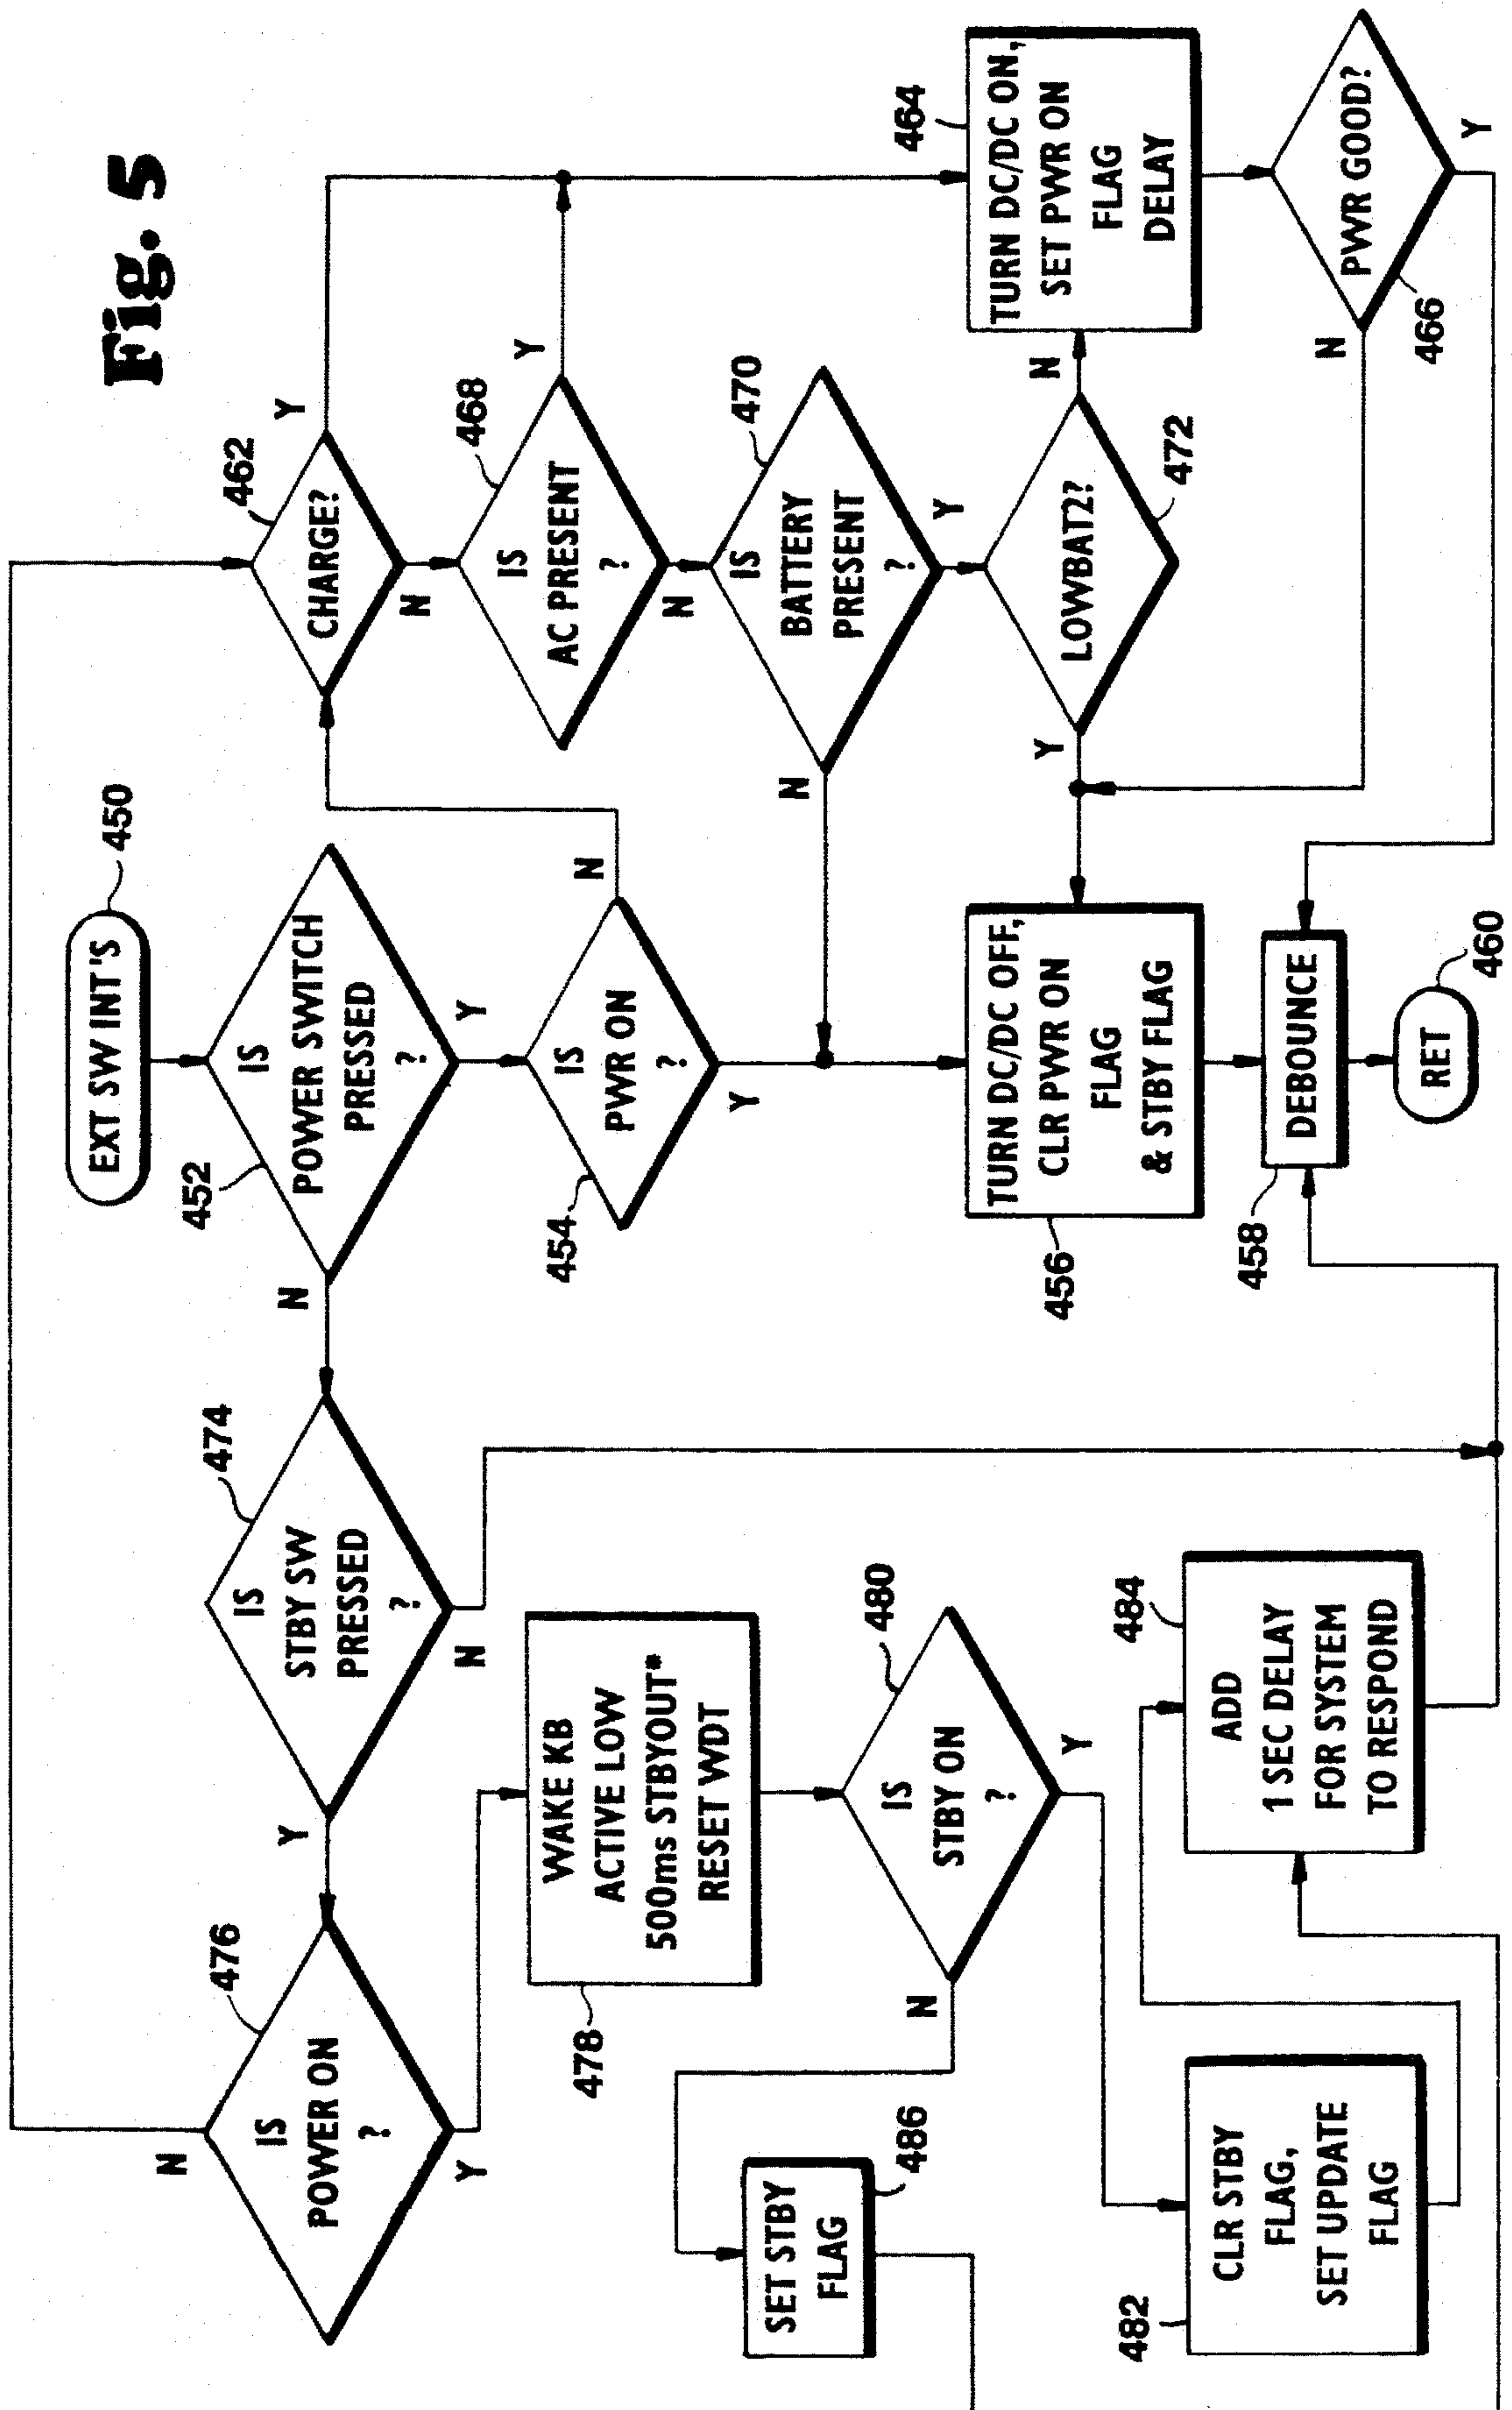 Fig. 5
EXT SW INT'S
450
452
IS
POWER SWITCH
PRESSED
?
N
Y
454
IS
PWR ON
?
N
Y
456
TURN DC/DC OFF,
CLR PWR ON
FLAG
& STBY FLAG
458
DEBOUNCE
RET
460
462
CHARGE?
Y
N
468
IS
AC PRESENT
?
Y
N
470
IS
BATTERY
PRESENT
?
N
Y
LOWBAT2?
472
Y
N
464
TURN DC/DC ON,
SET PWR ON
FLAG
DELAY
PWR GOOD?
466
N
Y
474
IS
STBY SW
PRESSED
?
Y
N
476
IS
POWER ON
?
N
Y
478
WAKE KB
ACTIVE LOW
500ms STBYOUT*
RESET WDT
480
IS
STBY ON
?
N
Y
486
SET STBY
FLAG
482
CLR STBY
FLAG,
SET UPDATE
FLAG
484
ADD
1 SEC DELAY
FOR SYSTEM
TO RESPOND